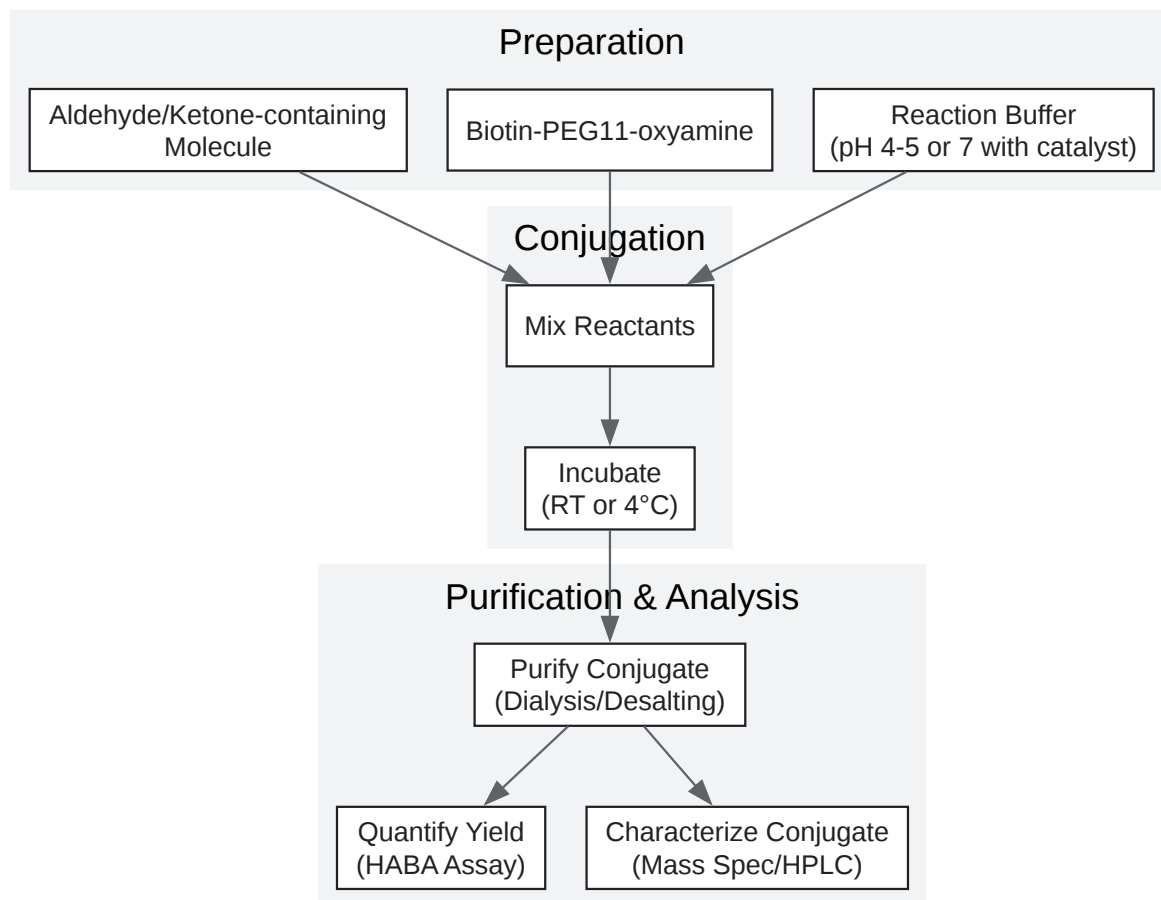 Preparation
Aldehyde/Ketone-containing
Molecule
Biotin-PEG11-oxyamine
Reaction Buffer
(pH 4-5 or 7 with catalyst)
Conjugation
Mix Reactants
Incubate
(RT or 4°C)
Purification & Analysis
Purify Conjugate
(Dialysis/Desalting)
Quantify Yield
(HABA Assay)
Characterize Conjugate
(Mass Spec/HPLC)